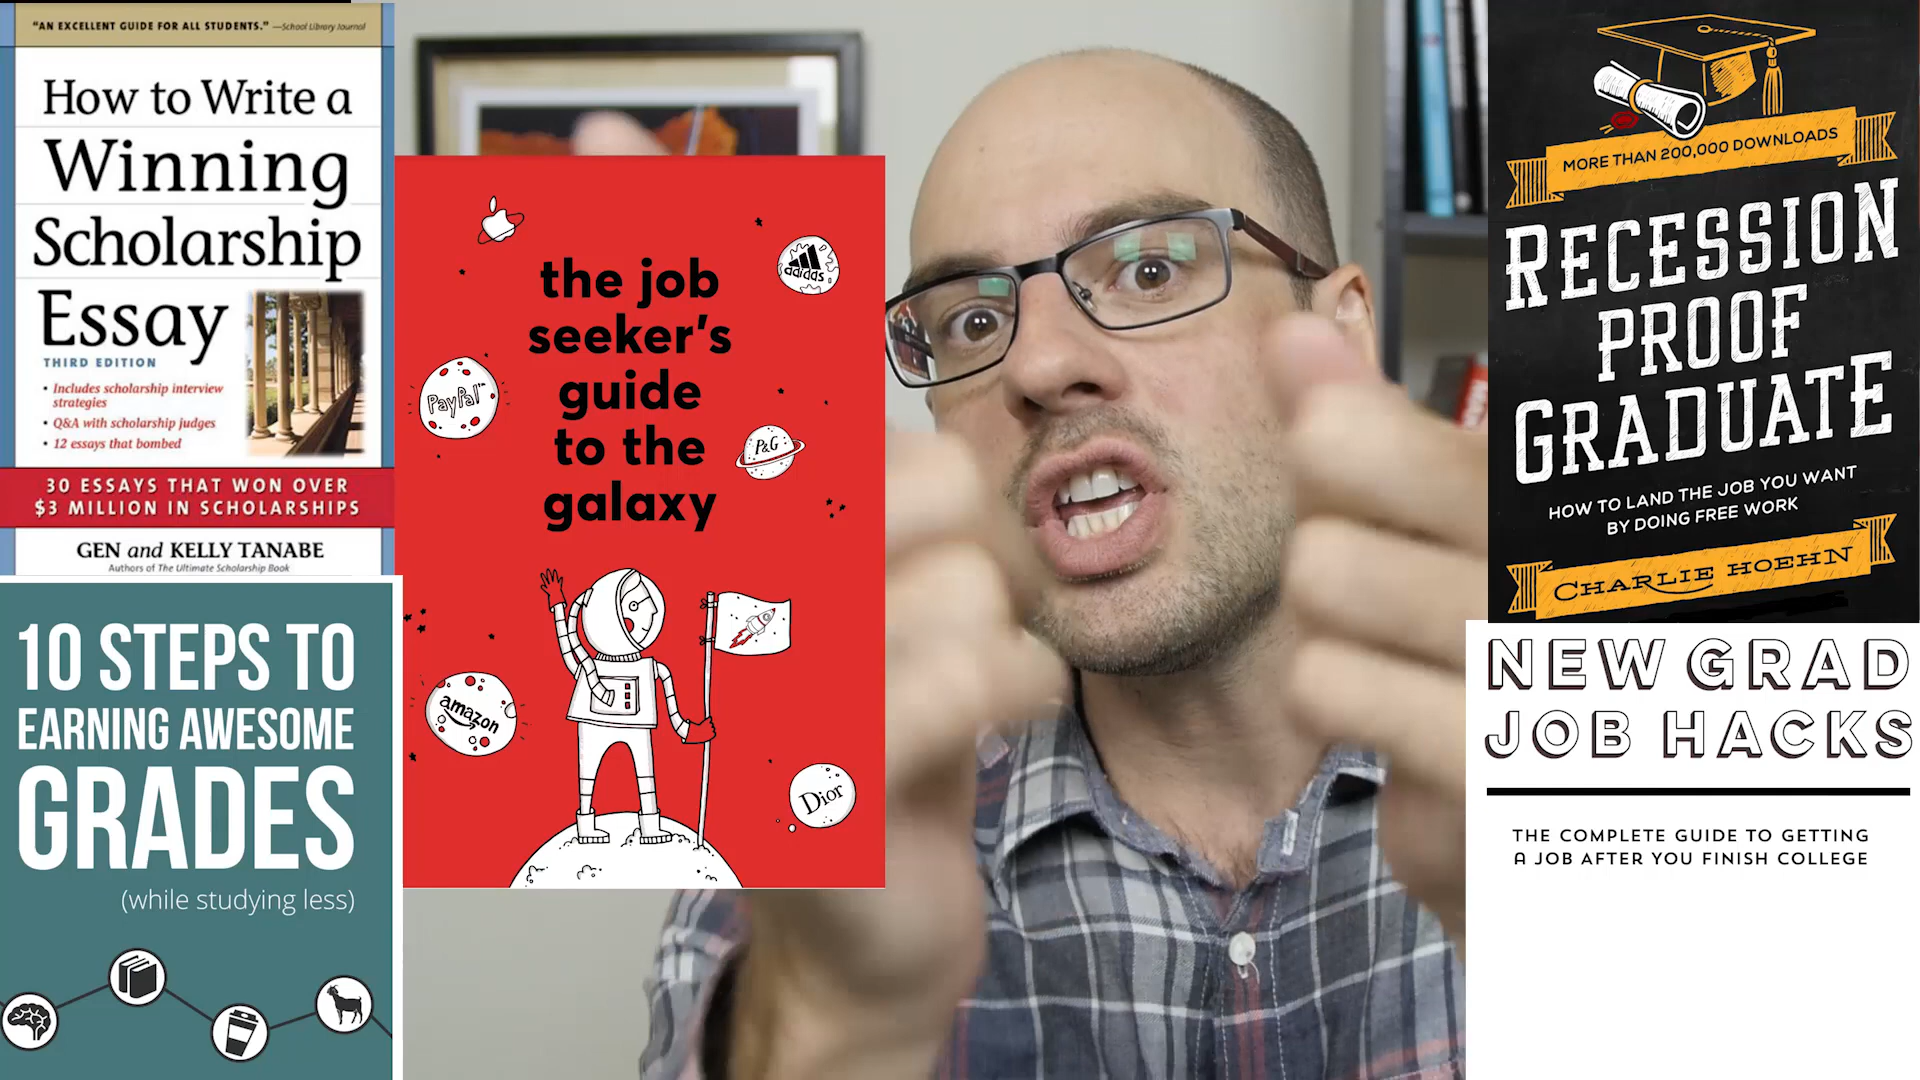 "AN EXCELLENT GUIDE FOR ALL STUDENTS." —School Library Journal
How to Write a
Winning
Scholarship
Essay
THIRD EDITION
• Includes scholarship interview
strategies
• Q&A with scholarship judges
• 12 essays that bombed
30 ESSAYS THAT WON OVER
$3 MILLION IN SCHOLARSHIPS
GEN and KELLY TANABE
Authors of The Ultimate Scholarship Book
10 STEPS TO
EARNING AWESOME
GRADES
(while studying less)
the job
seeker's
guide
to the
galaxy
adidas
PayPal™
P&G
amazon
Dior
MORE THAN 200,000 DOWNLOADS
RECESSION
PROOF
GRADUATE
HOW TO LAND THE JOB YOU WANT
BY DOING FREE WORK
CHARLIE HOEHN
NEW GRAD
JOB HACKS
THE COMPLETE GUIDE TO GETTING
A JOB AFTER YOU FINISH COLLEGE